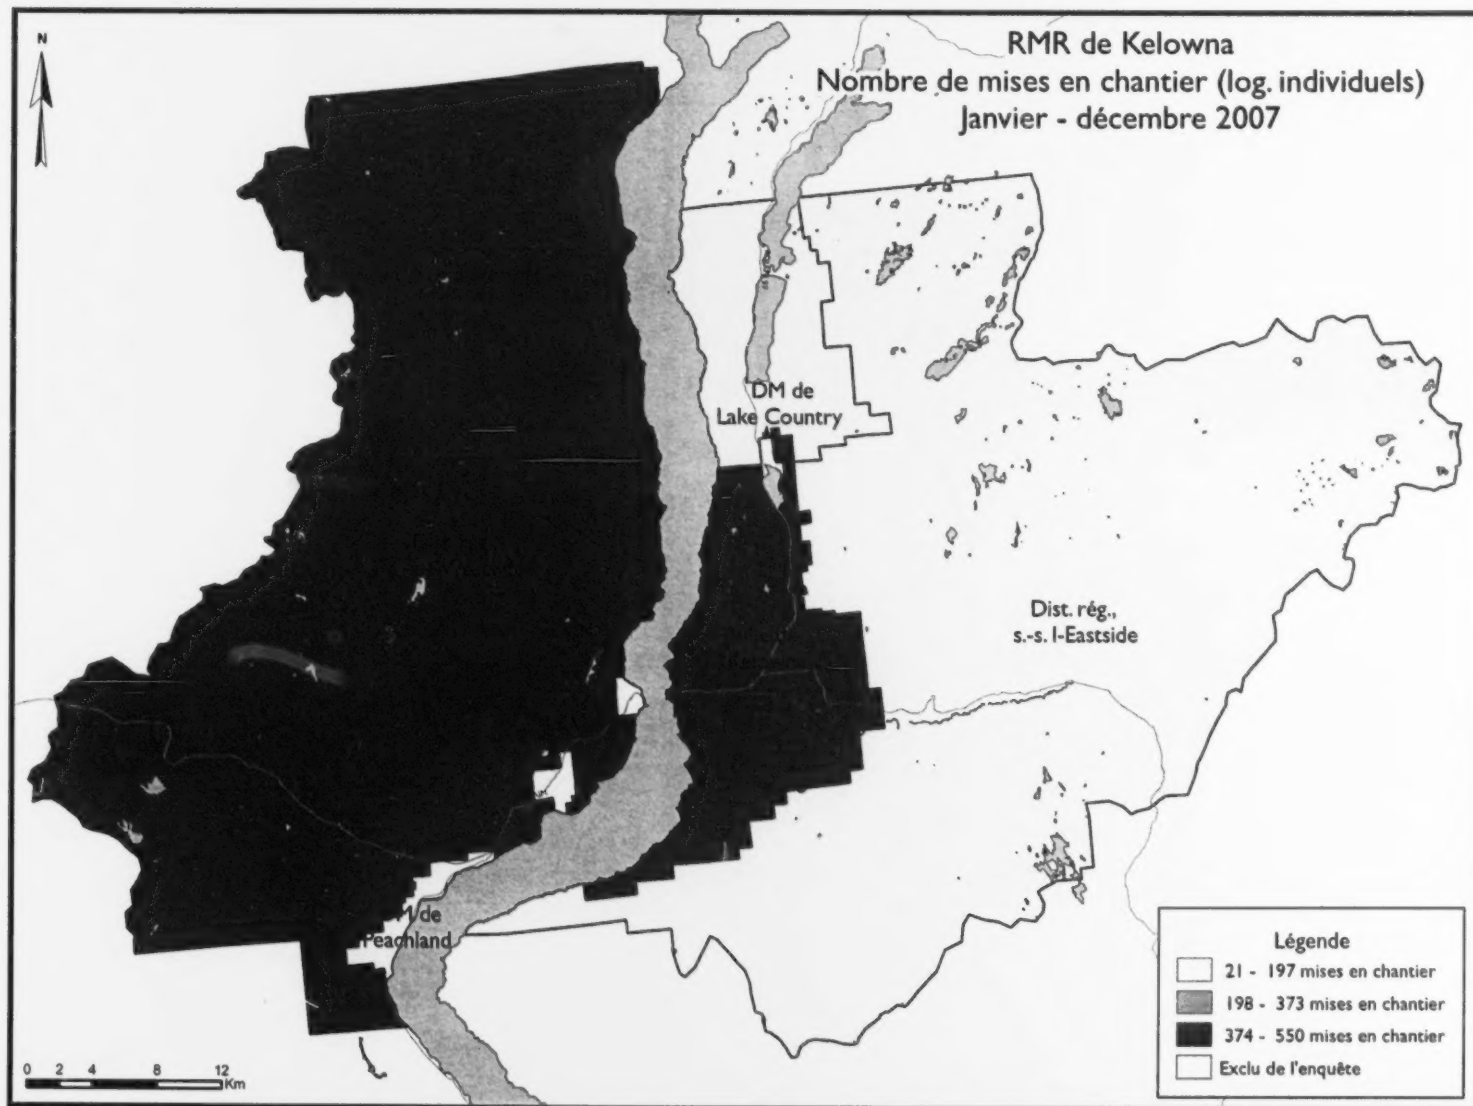 N
RMR de Kelowna
Nombre de mises en chantier (log. individuels)
Janvier - décembre 2007
DM de
Lake Country
Dist. rég.,
s.-s. I-Eastside
de
Peachland
Légende
21 - 197 mises en chantier
198 - 373 mises en chantier
374 - 550 mises en chantier
Exclu de l'enquête
0 2 4 8 12
Km